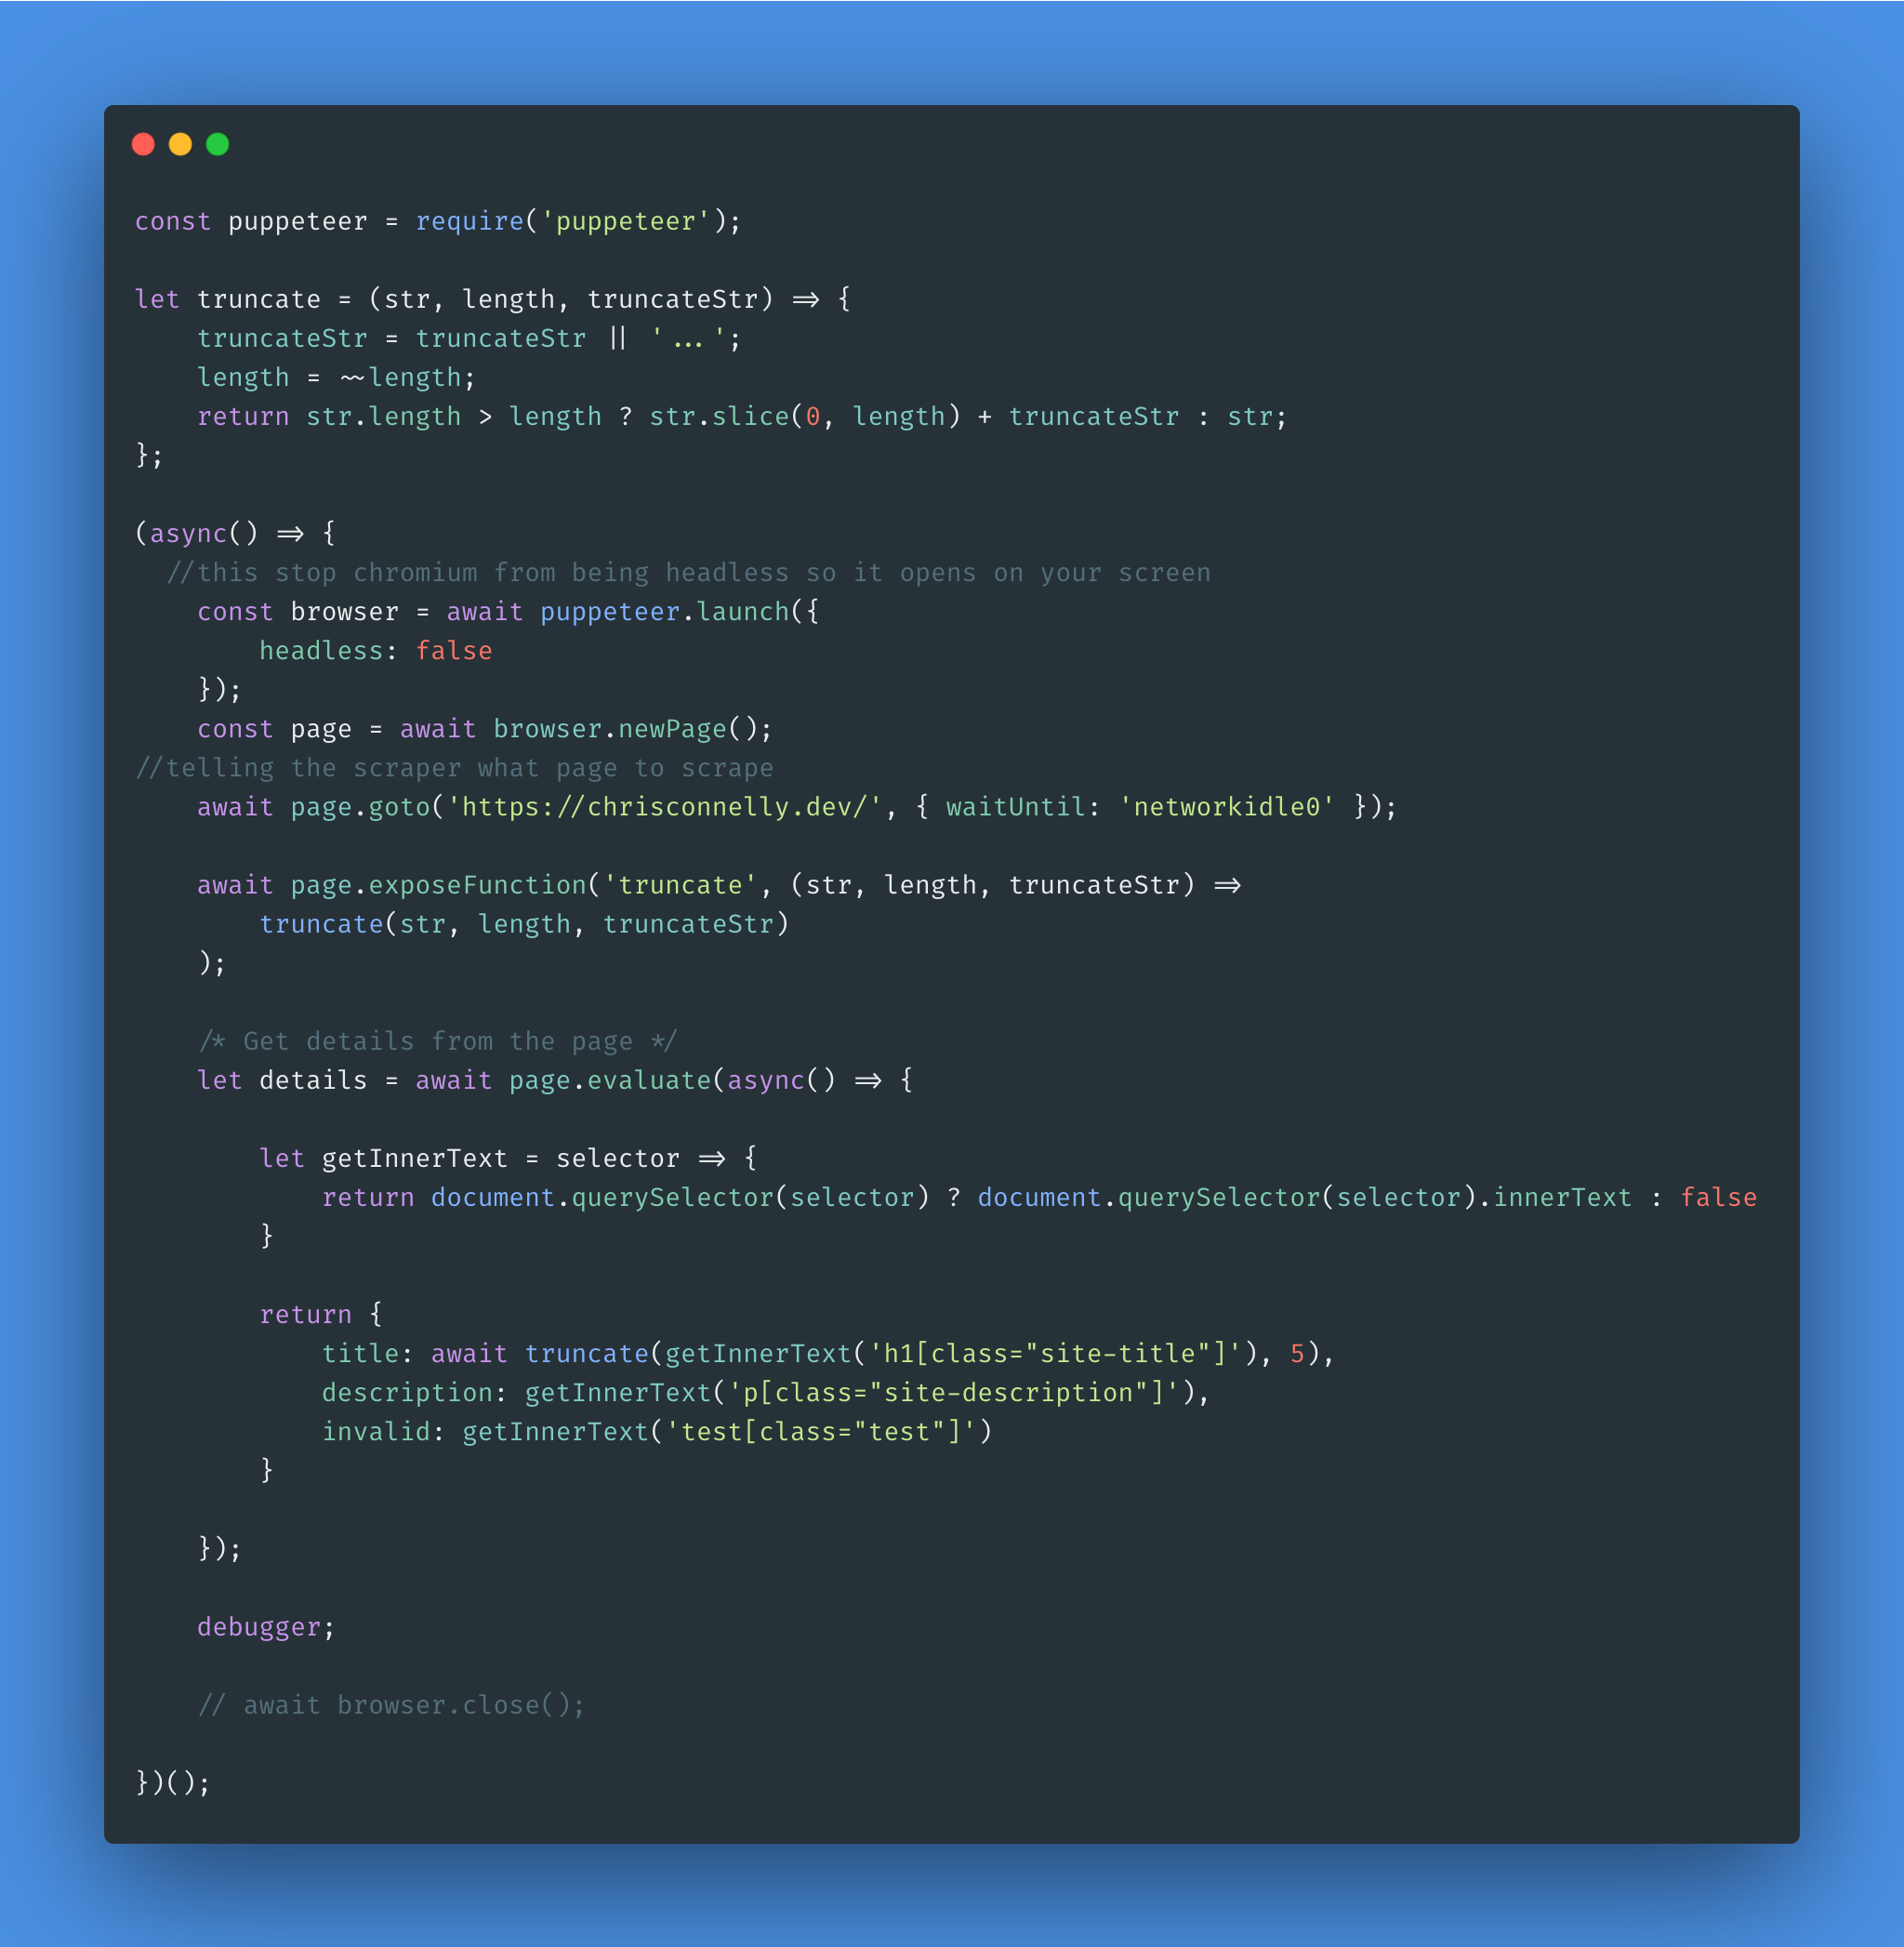 const puppeteer = require('puppeteer');

let truncate = (str, length, truncateStr) => {
    truncateStr = truncateStr || '...';
    length = ~~length;
    return str.length > length ? str.slice(0, length) + truncateStr : str;
};

(async() => {
  //this stop chromium from being headless so it opens on your screen
    const browser = await puppeteer.launch({
        headless: false
    });
    const page = await browser.newPage();
//telling the scraper what page to scrape
    await page.goto('https://chrisconnelly.dev/', { waitUntil: 'networkidle0' });

    await page.exposeFunction('truncate', (str, length, truncateStr) =>
        truncate(str, length, truncateStr)
    );

    /* Get details from the page */
    let details = await page.evaluate(async() => {

        let getInnerText = selector => {
            return document.querySelector(selector) ? document.querySelector(selector).innerText : false
        }

        return {
            title: await truncate(getInnerText('h1[class="site-title"]'), 5),
            description: getInnerText('p[class="site-description"]'),
            invalid: getInnerText('test[class="test"]')
        }

    });

    debugger;

    // await browser.close();

})();